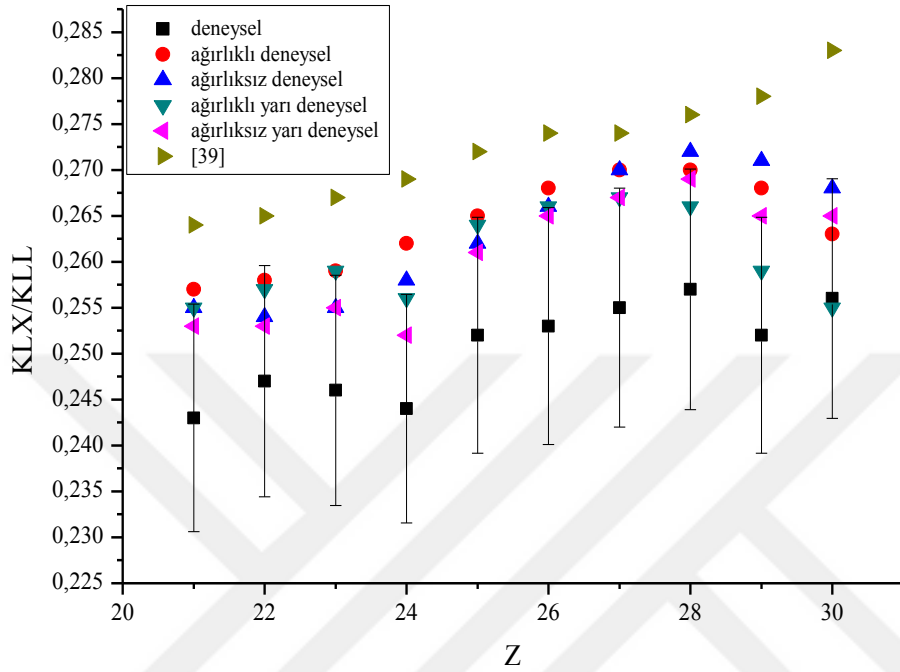 deneysel
ağırlıklı deneysel
ağırlıksız deneysel
ağırlıklı yarı deneysel
ağırlıksız yarı deneysel
[39]
0,285
0,280
0,275
0,270
0,265
0,260
0,255
0,250
0,245
0,240
0,235
0,230
0,225
KLX/KLL
20 22 24 26 28 30
Z